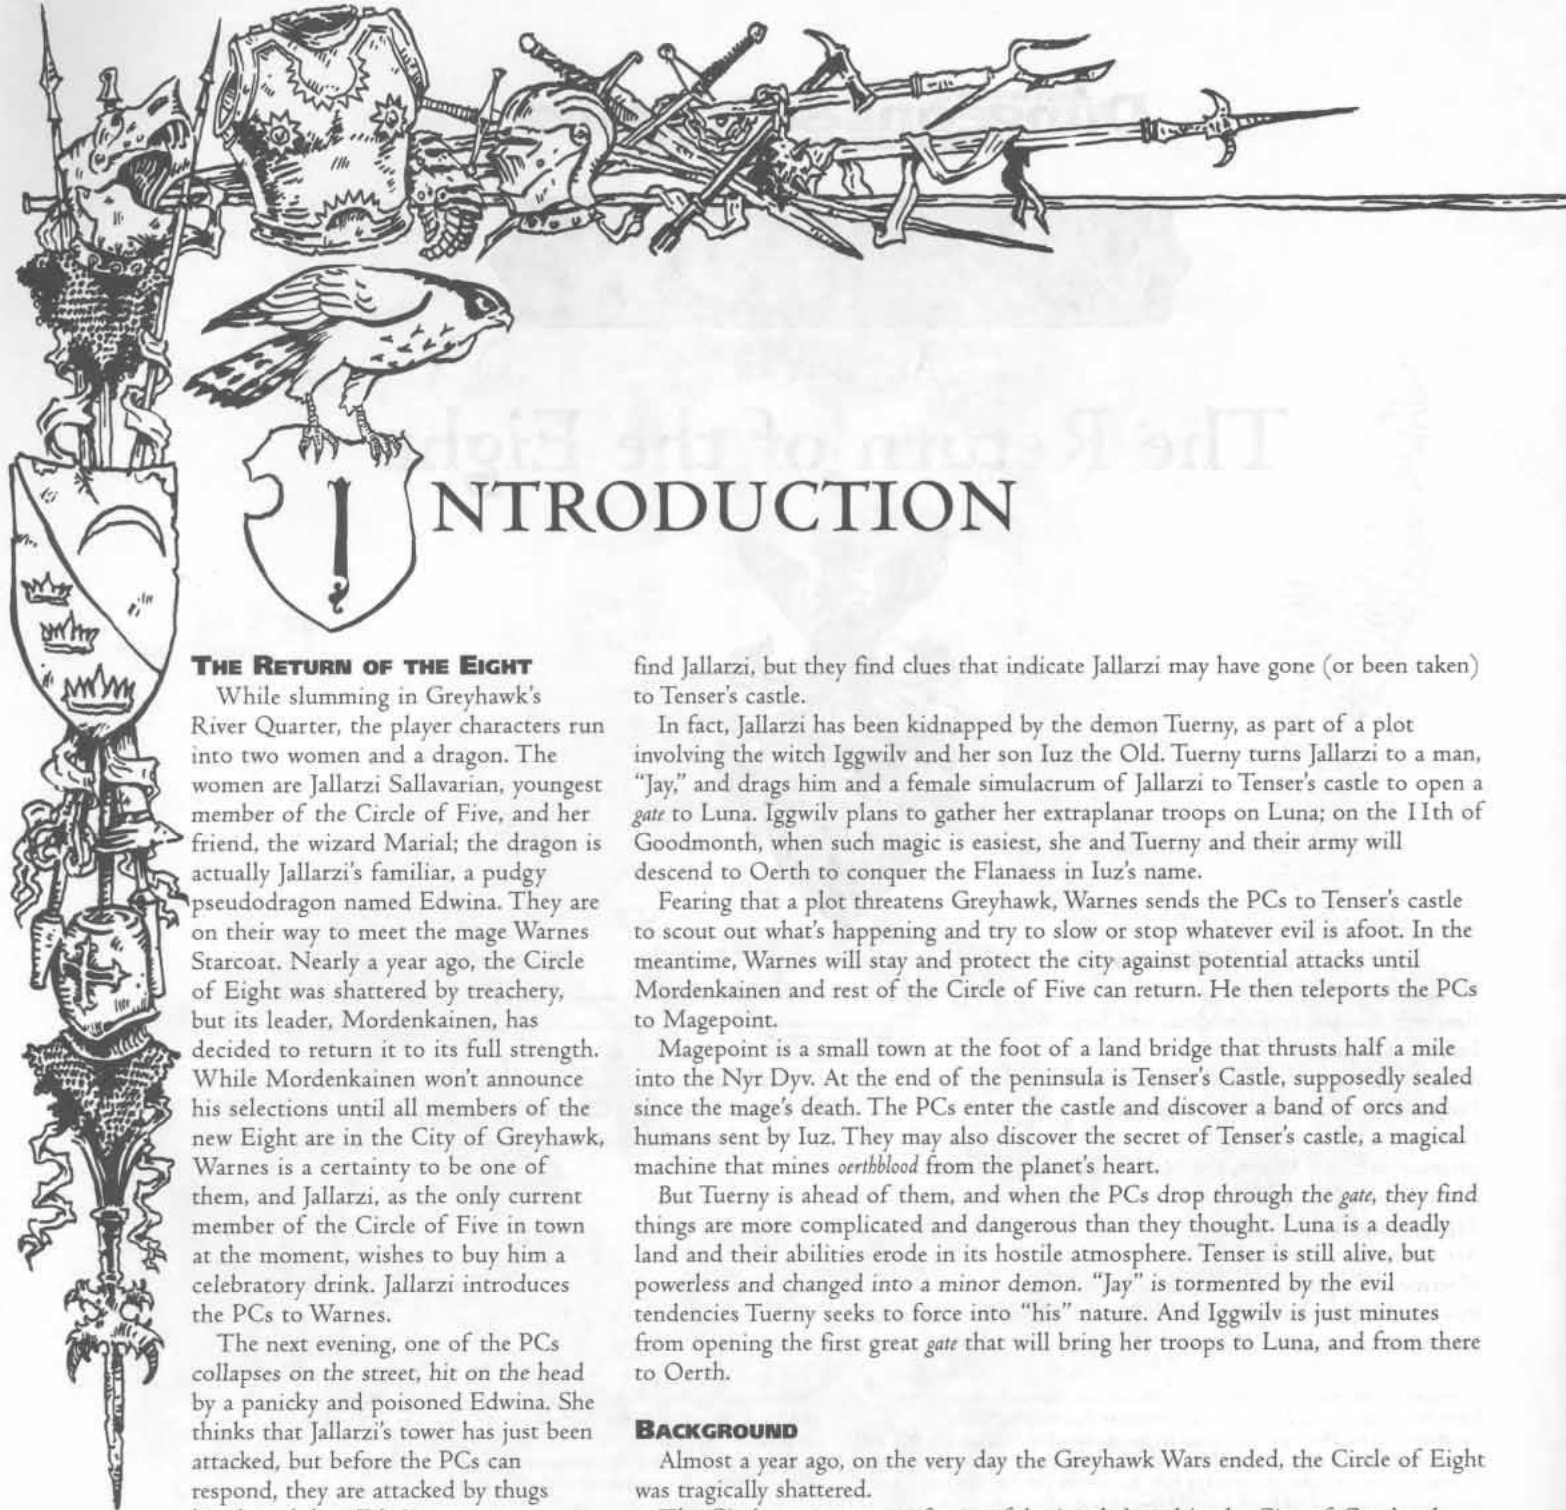 INTRODUCTION
THE RETURN OF THE EIGHT
While slumming in Greyhawk's
River Quarter, the player characters run
into two women and a dragon. The
women are Jallarzi Sallavarian, youngest
member of the Circle of Five, and her
friend, the wizard Marial; the dragon is
actually Jallarzi's familiar, a pudgy
pseudodragon named Edwina. They are
on their way to meet the mage Warnes
Starcoat. Nearly a year ago, the Circle
of Eight was shattered by treachery,
but its leader, Mordenkainen, has
decided to return it to its full strength.
While Mordenkainen won't announce
his selections until all members of the
new Eight are in the City of Greyhawk,
Warnes is a certainty to be one of
them, and Jallarzi, as the only current
member of the Circle of Five in town
at the moment, wishes to buy him a
celebratory drink. Jallarzi introduces
the PCs to Warnes.
The next evening, one of the PCs
collapses on the street, hit on the head
by a panicky and poisoned Edwina. She
thinks that Jallarzi's tower has just been
attacked, but before the PCs can
respond, they are attacked by thugs
find Jallarzi, but they find clues that indicate Jallarzi may have gone (or been taken)
to Tenser's castle.
In fact, Jallarzi has been kidnapped by the demon Tuerny, as part of a plot
involving the witch Iggwilv and her son Iuz the Old. Tuerny turns Jallarzi to a man,
"Jay," and drags him and a female simulacrum of Jallarzi to Tenser's castle to open a
gate to Luna. Iggwilv plans to gather her extraplanar troops on Luna; on the 11th of
Goodmonth, when such magic is easiest, she and Tuerny and their army will
descend to Oerth to conquer the Flanaess in Iuz's name.
Fearing that a plot threatens Greyhawk, Warnes sends the PCs to Tenser's castle
to scout out what's happening and try to slow or stop whatever evil is afoot. In the
meantime, Warnes will stay and protect the city against potential attacks until
Mordenkainen and rest of the Circle of Five can return. He then teleports the PCs
to Magepoint.
Magepoint is a small town at the foot of a land bridge that thrusts half a mile
into the Nyr Dyv. At the end of the peninsula is Tenser's Castle, supposedly sealed
since the mage's death. The PCs enter the castle and discover a band of orcs and
humans sent by Iuz. They may also discover the secret of Tenser's castle, a magical
machine that mines oerthblood from the planet's heart.
But Tuerny is ahead of them, and when the PCs drop through the gate, they find
things are more complicated and dangerous than they thought. Luna is a deadly
land and their abilities erode in its hostile atmosphere. Tenser is still alive, but
powerless and changed into a minor demon. "Jay" is tormented by the evil
tendencies Tuerny seeks to force into "his" nature. And Iggwilv is just minutes
from opening the first great gate that will bring her troops to Luna, and from there
to Oerth.
BACKGROUND
Almost a year ago, on the very day the Greyhawk Wars ended, the Circle of Eight
was tragically shattered.